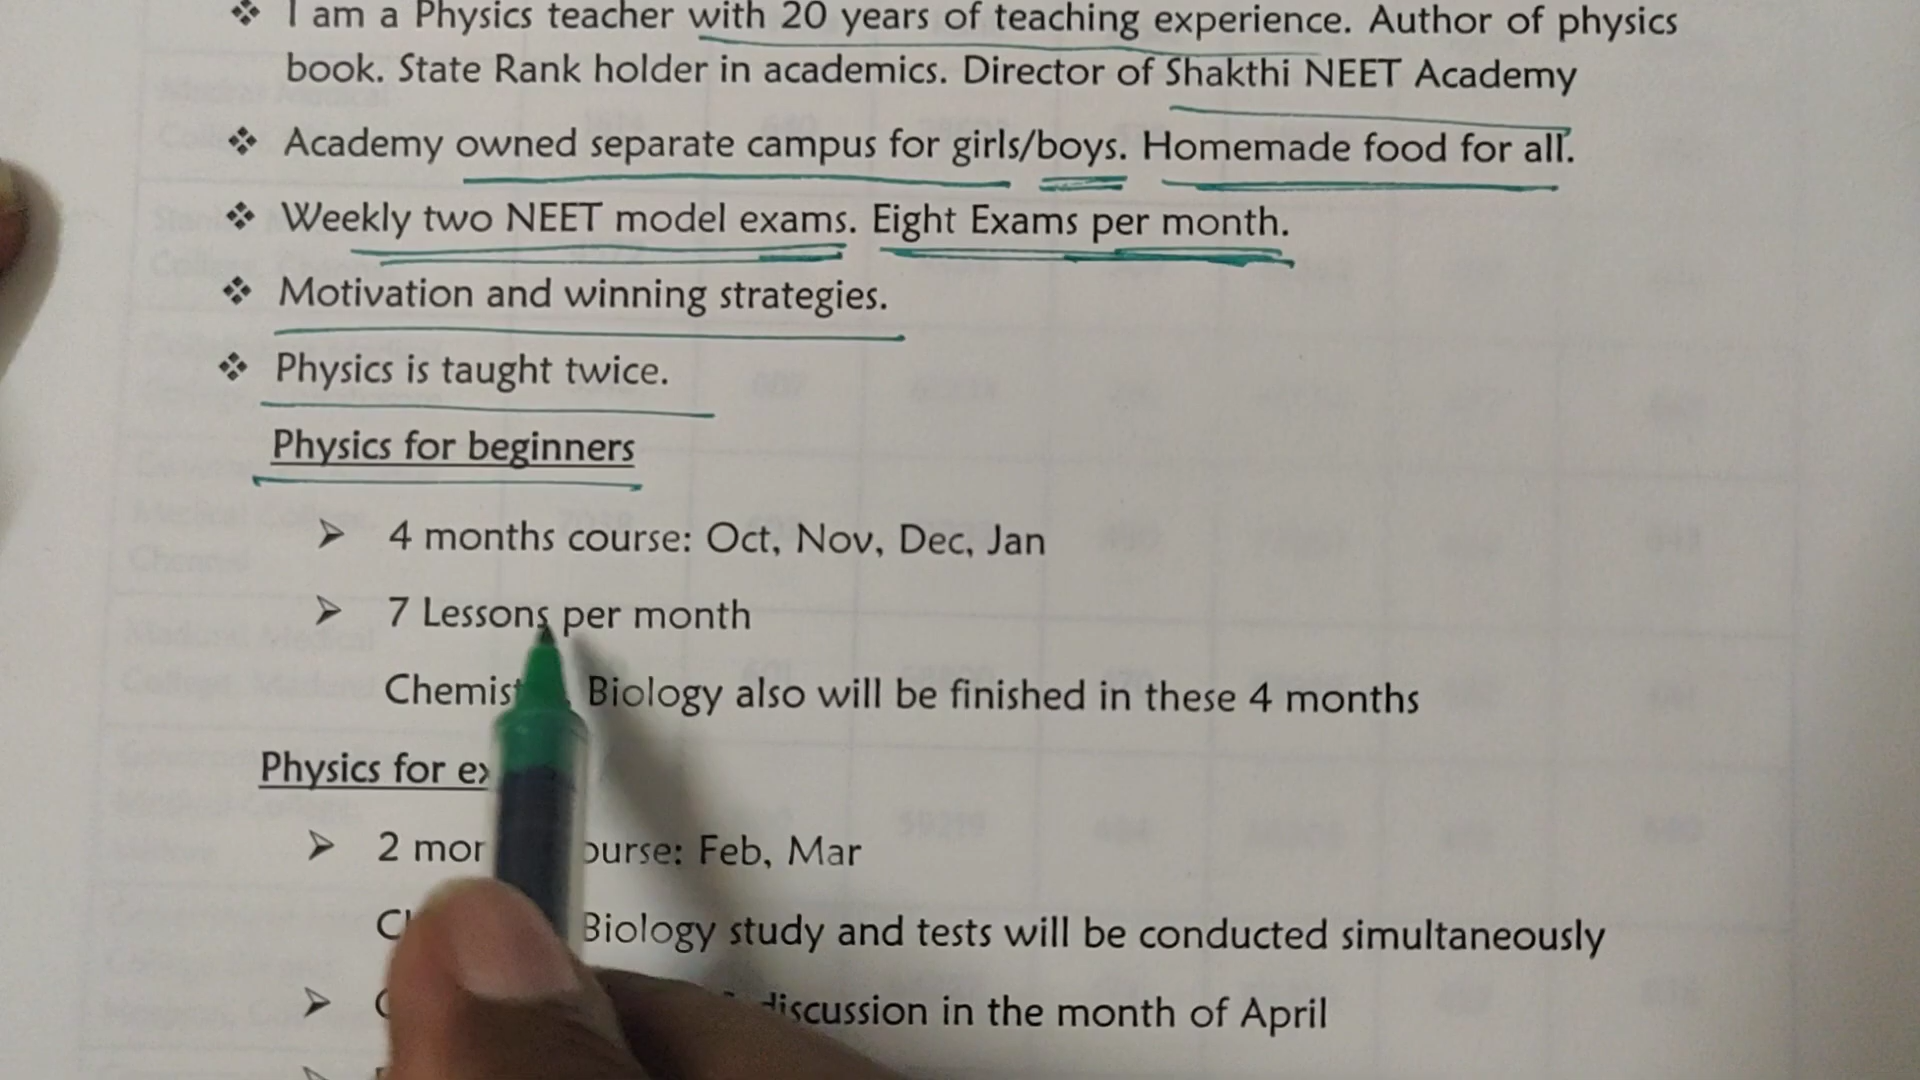 ❖ I am a Physics teacher with 20 years of teaching experience. Author of physics
book. State Rank holder in academics. Director of Shakthi NEET Academy
❖ Academy owned separate campus for girls/boys. Homemade food for all.
❖ Weekly two NEET model exams. Eight Exams per month.
❖ Motivation and winning strategies.
❖ Physics is taught twice.
Physics for beginners
➢ 4 months course: Oct, Nov, Dec, Jan
➢ 7 Lessons per month
Biology also will be finished in these 4 months
Physics for
➢ 2 Feb, Mar
Biology study and tests will be conducted simultaneously
➢ discussion in the month of April